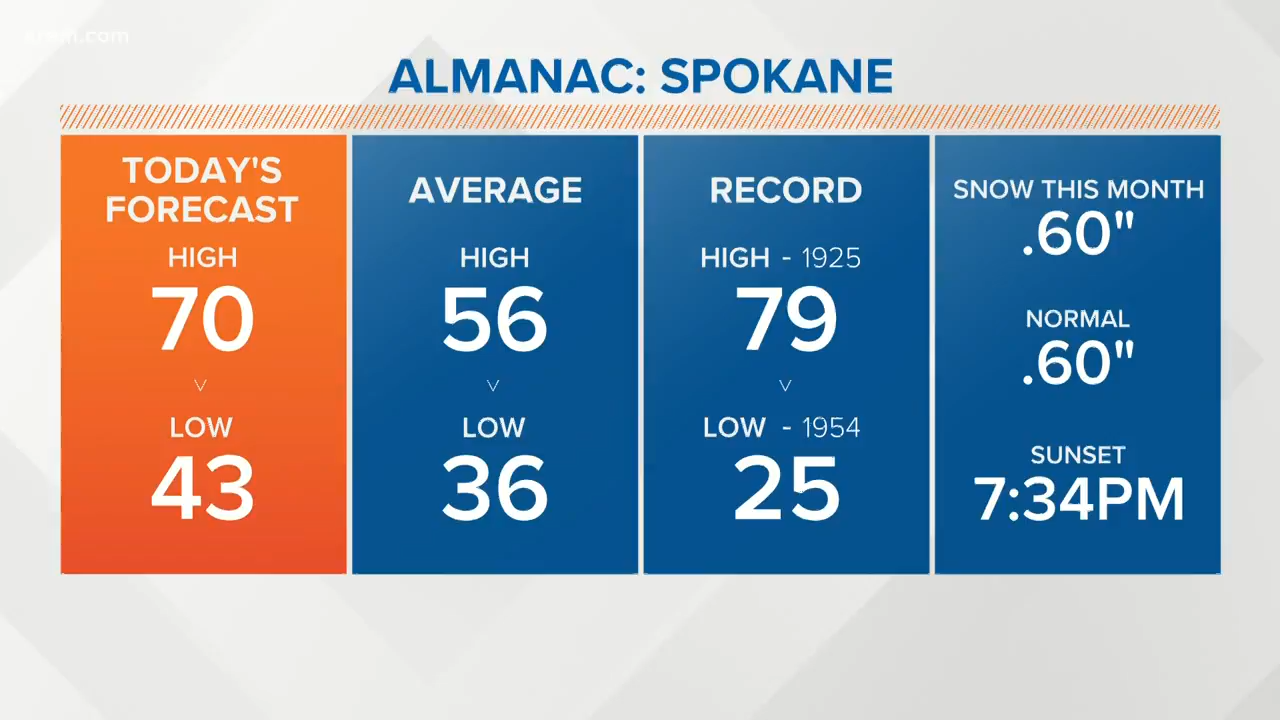 ALMANAC: SPOKANE
TODAY'S
FORECAST
HIGH
70
LOW
43
AVERAGE
HIGH
56
LOW
36
RECORD
HIGH - 1925
79
LOW - 1954
25
SNOW THIS MONTH
.60"
NORMAL
.60"
SUNSET
7:34PM